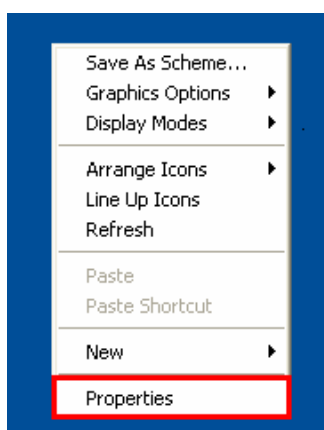 Save As Scheme...
Graphics Options
Display Modes
Arrange Icons
Line Up Icons
Refresh
Paste
Paste Shortcut
New
Properties